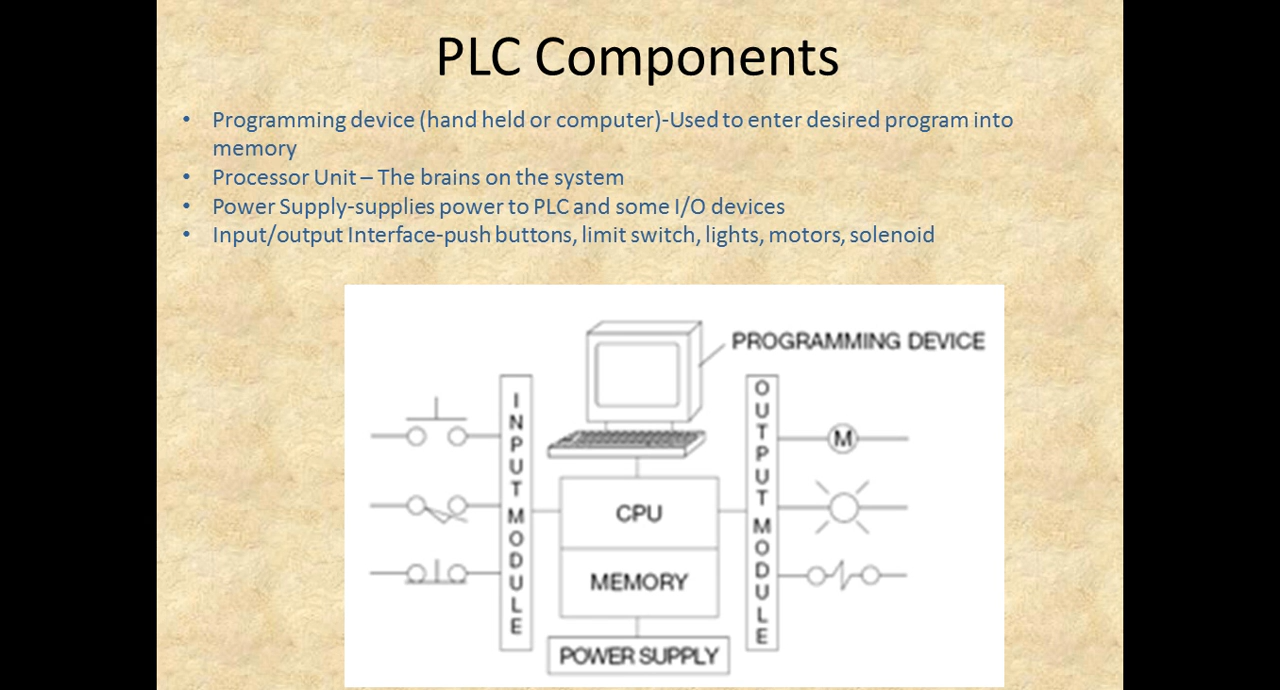 PLC Components
• Programming device (hand held or computer)-Used to enter desired program into
memory
• Processor Unit – The brains on the system
• Power Supply-supplies power to PLC and some I/O devices
• Input/output Interface-push buttons, limit switch, lights, motors, solenoid
PROGRAMMING DEVICE
INPUT MODULE
OUTPUT MODULE
M
CPU
MEMORY
POWER SUPPLY